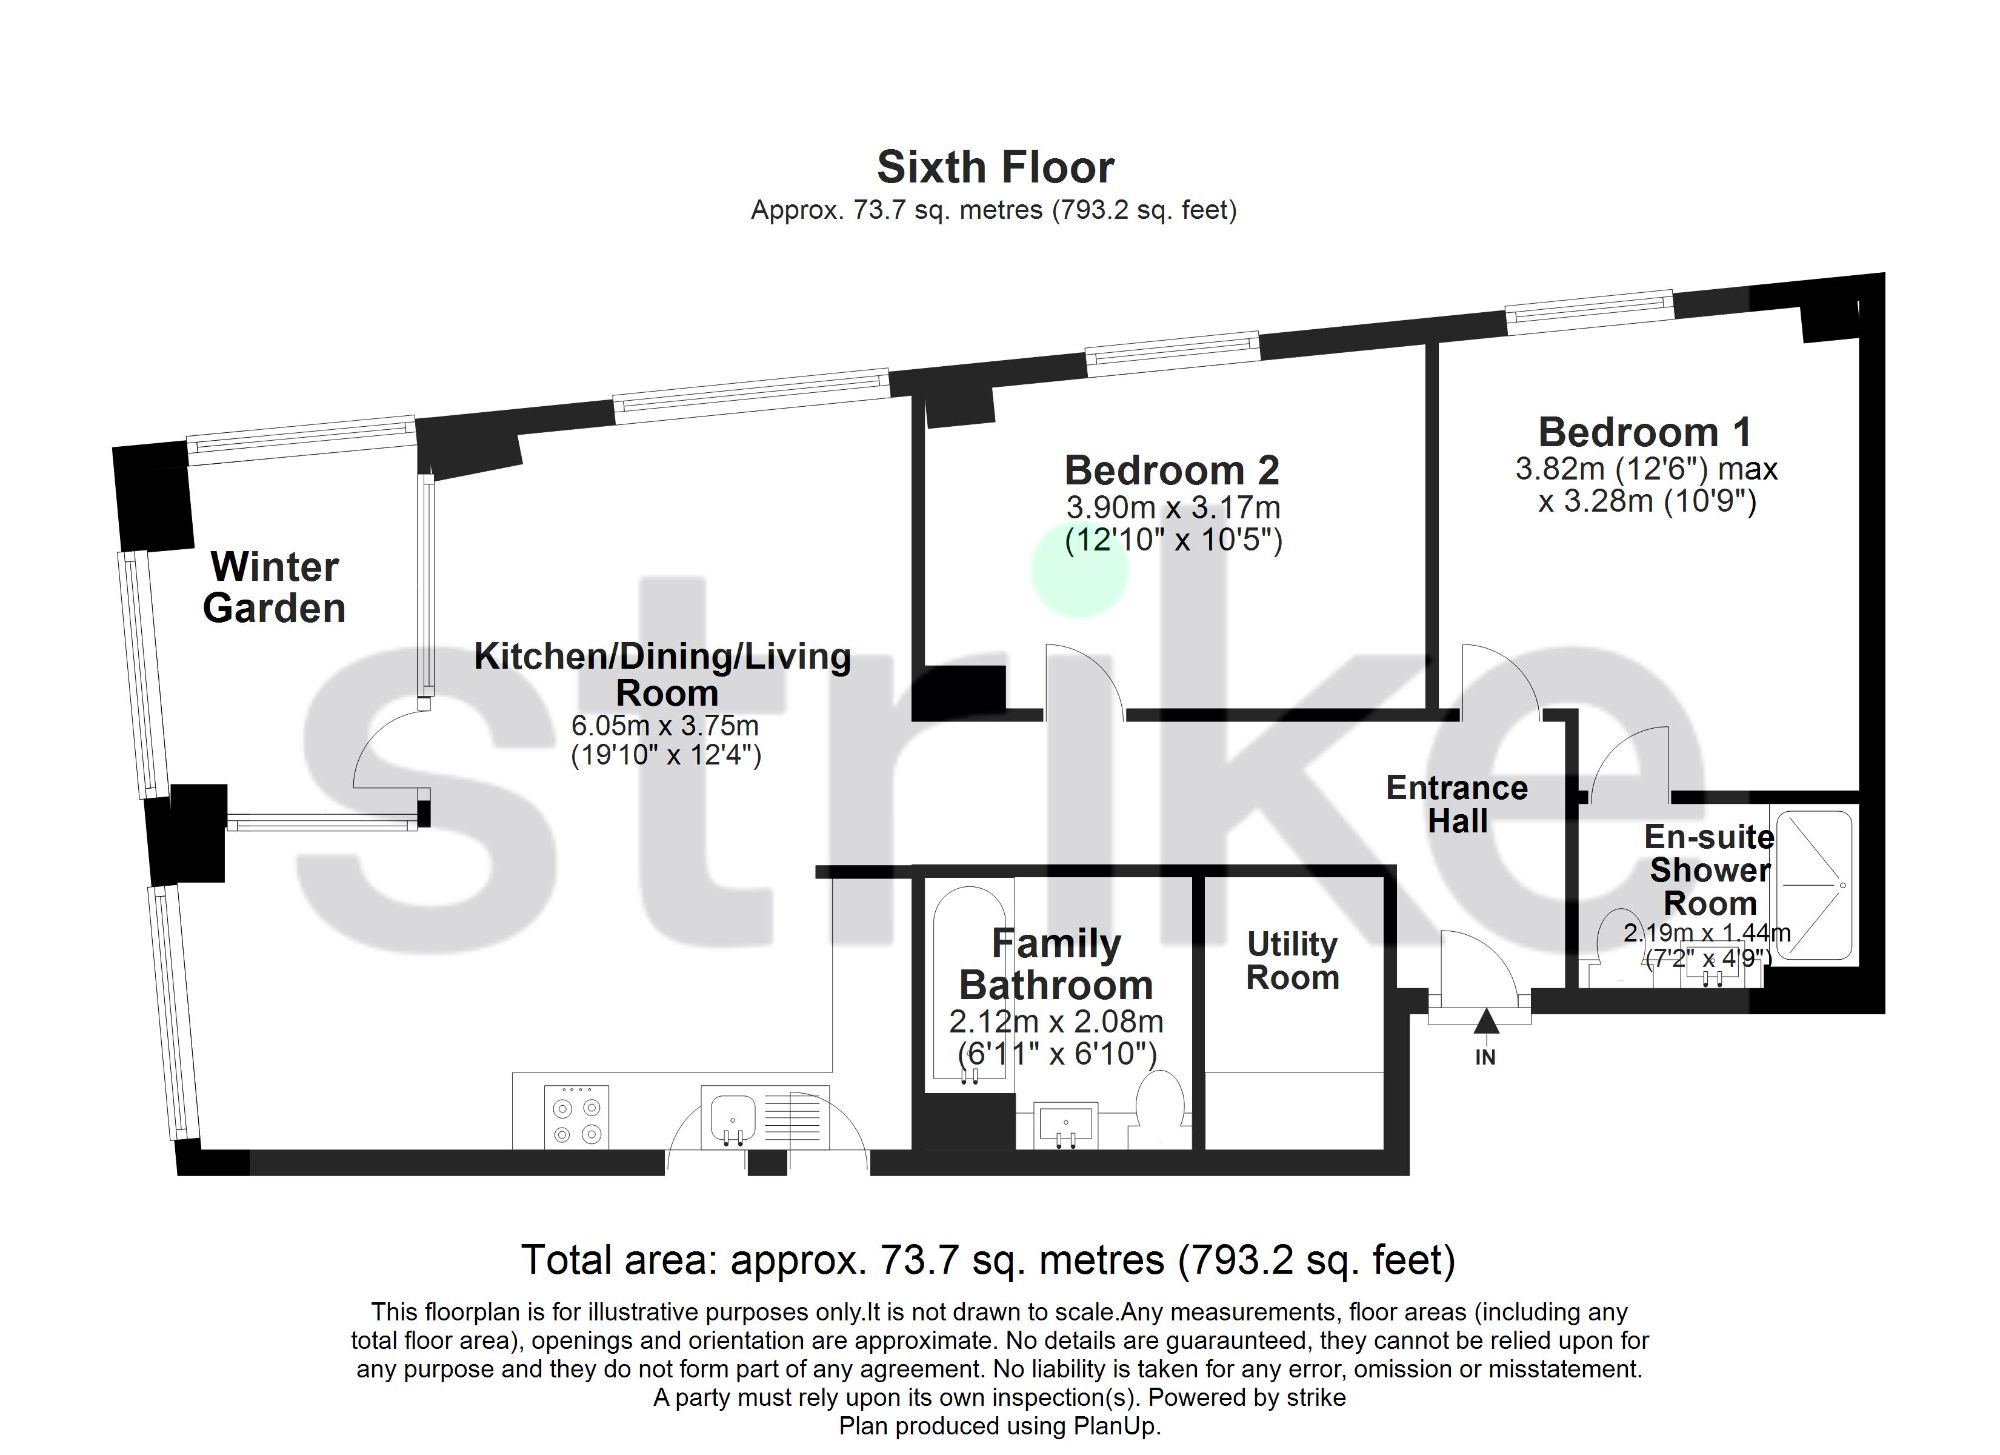 Sixth Floor
Approx. 73.7 sq. metres (793.2 sq. feet)
Bedroom 1
3.82m (12'6") max
x 3.28m (10'9")
Bedroom 2
3.90m x 3.17m
(12'10" x 10'5")
Winter
Garden
Kitchen/Dining/Living
Room
6.05m x 3.75m
(19'10" x 12'4")
strike
Entrance
Hall
En-suite
Shower
Room
2.19m x 1.44m
(7'2" x 4'9")
Family
Bathroom
2.12m x 2.08m
(6'11" x 6'10")
Utility
Room
IN
Total area: approx. 73.7 sq. metres (793.2 sq. feet)
This floorplan is for illustrative purposes only.It is not drawn to scale.Any measurements, floor areas (including any
total floor area), openings and orientation are approximate. No details are guaraunteed, they cannot be relied upon for
any purpose and they do not form part of any agreement. No liability is taken for any error, omission or misstatement.
A party must rely upon its own inspection(s). Powered by strike
Plan produced using PlanUp.